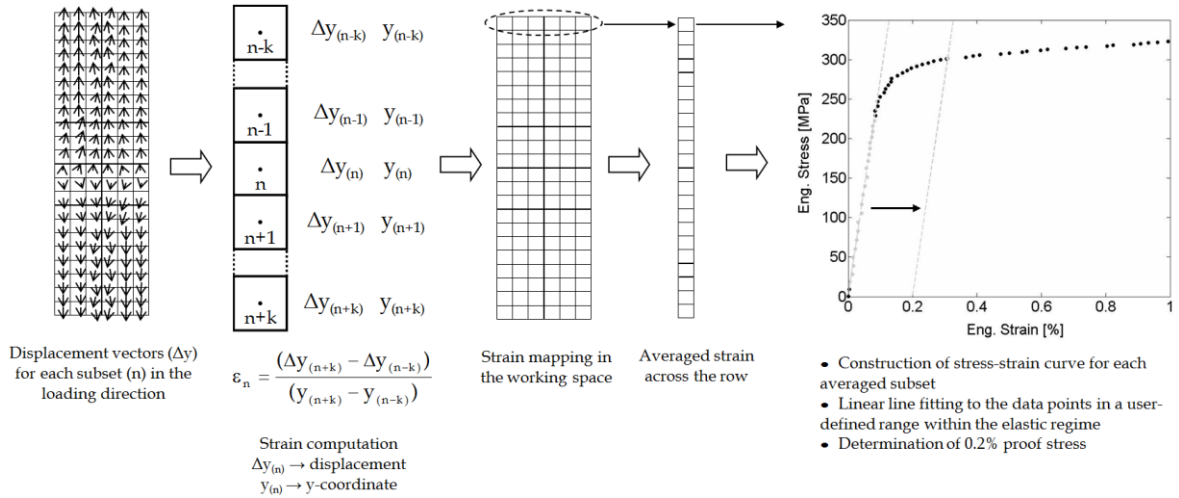 n-k Δy(n-k) y(n-k)
n-1 Δy(n-1) y(n-1)
n Δy(n) y(n)
n+1 Δy(n+1) y(n+1)
n+k Δy(n+k) y(n+k)
Displacement vectors (Δy)
for each subset (n) in the
loading direction
εn = (Δy(n+k) − Δy(n−k)) / (y(n+k) − y(n−k))
Strain computation
Δy(n) → displacement
y(n) → y-coordinate
Strain mapping in
the working space
Averaged strain
across the row
Eng. Stress [MPa]
350
300
250
200
150
100
50
0
0 0.2 0.4 0.6 0.8 1
Eng. Strain [%]
• Construction of stress-strain curve for each
averaged subset
• Linear line fitting to the data points in a user-
defined range within the elastic regime
• Determination of 0.2% proof stress